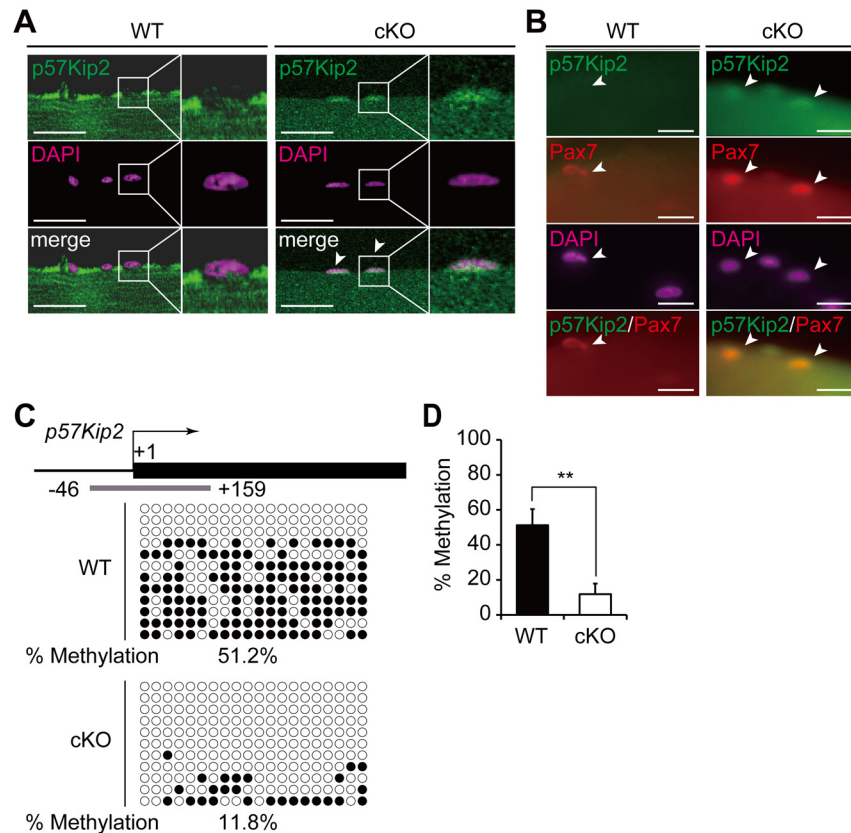 A
WT
cKO
p57Kip2
p57Kip2
DAPI
DAPI
merge
merge
B
WT
cKO
p57Kip2
p57Kip2
Pax7
Pax7
DAPI
DAPI
p57Kip2/Pax7
p57Kip2/Pax7
C
p57Kip2
+1
-46
+159
WT
% Methylation 51.2%
cKO
% Methylation 11.8%
D
% Methylation
100
80
60
40
20
0
**
WT
cKO